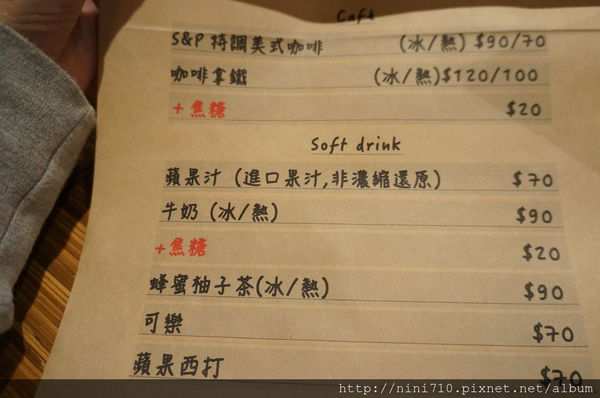 Cafe
S&P 特調美式咖啡 (冰/熱) $90/70
咖啡拿鐵 (冰/熱)$120/100
+焦糖 $20
Soft drink
蘋果汁 (進口果汁,非濃縮還原) $70
牛奶 (冰/熱) $90
+焦糖 $20
蜂蜜柚子茶(冰/熱) $90
可樂 $70
蘋果西打 $70
http://nini710.pixnet.net/album